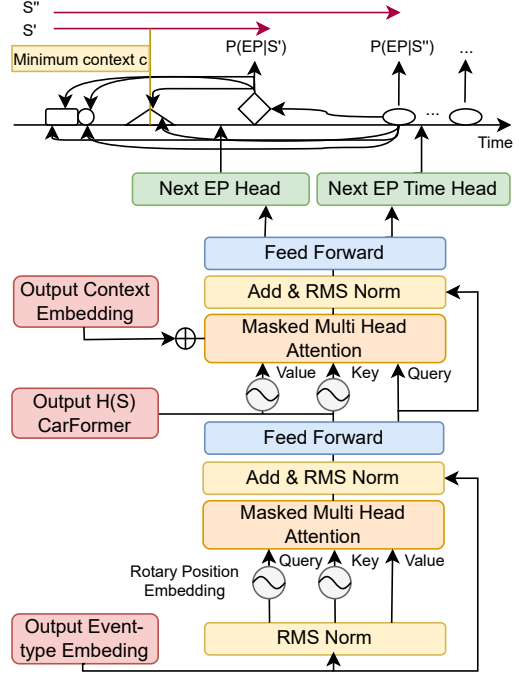 S''
S'
Minimum context c
P(EP|S')
P(EP|S'')
...
...
Time
Next EP Head
Next EP Time Head
Feed Forward
Add & RMS Norm
Output Context
Embedding
Masked Multi Head
Attention
Value
Key
Query
Output H(S)
CarFormer
Feed Forward
Add & RMS Norm
Masked Multi Head
Attention
Query
Key
Value
Rotary Position
Embedding
Output Event-
type Embeding
RMS Norm